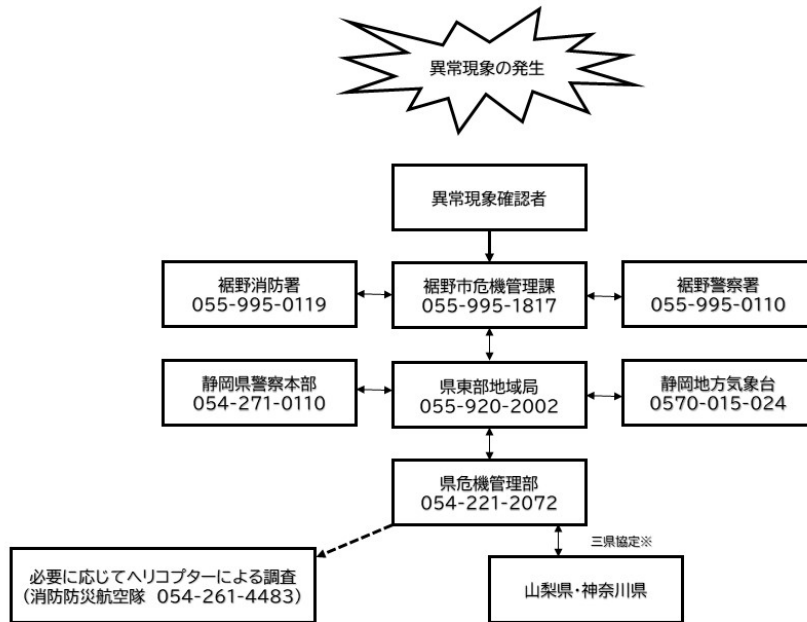 異常現象の発生
異常現象確認者
裾野消防署
055-995-0119
裾野市危機管理課
055-995-1817
裾野警察署
055-995-0110
静岡県警察本部
054-271-0110
県東部地域局
055-920-2002
静岡地方気象台
0570-015-024
県危機管理部
054-221-2072
三県協定※
必要に応じてヘリコプターによる調査
(消防防災航空隊 054-261-4483)
山梨県・神奈川県